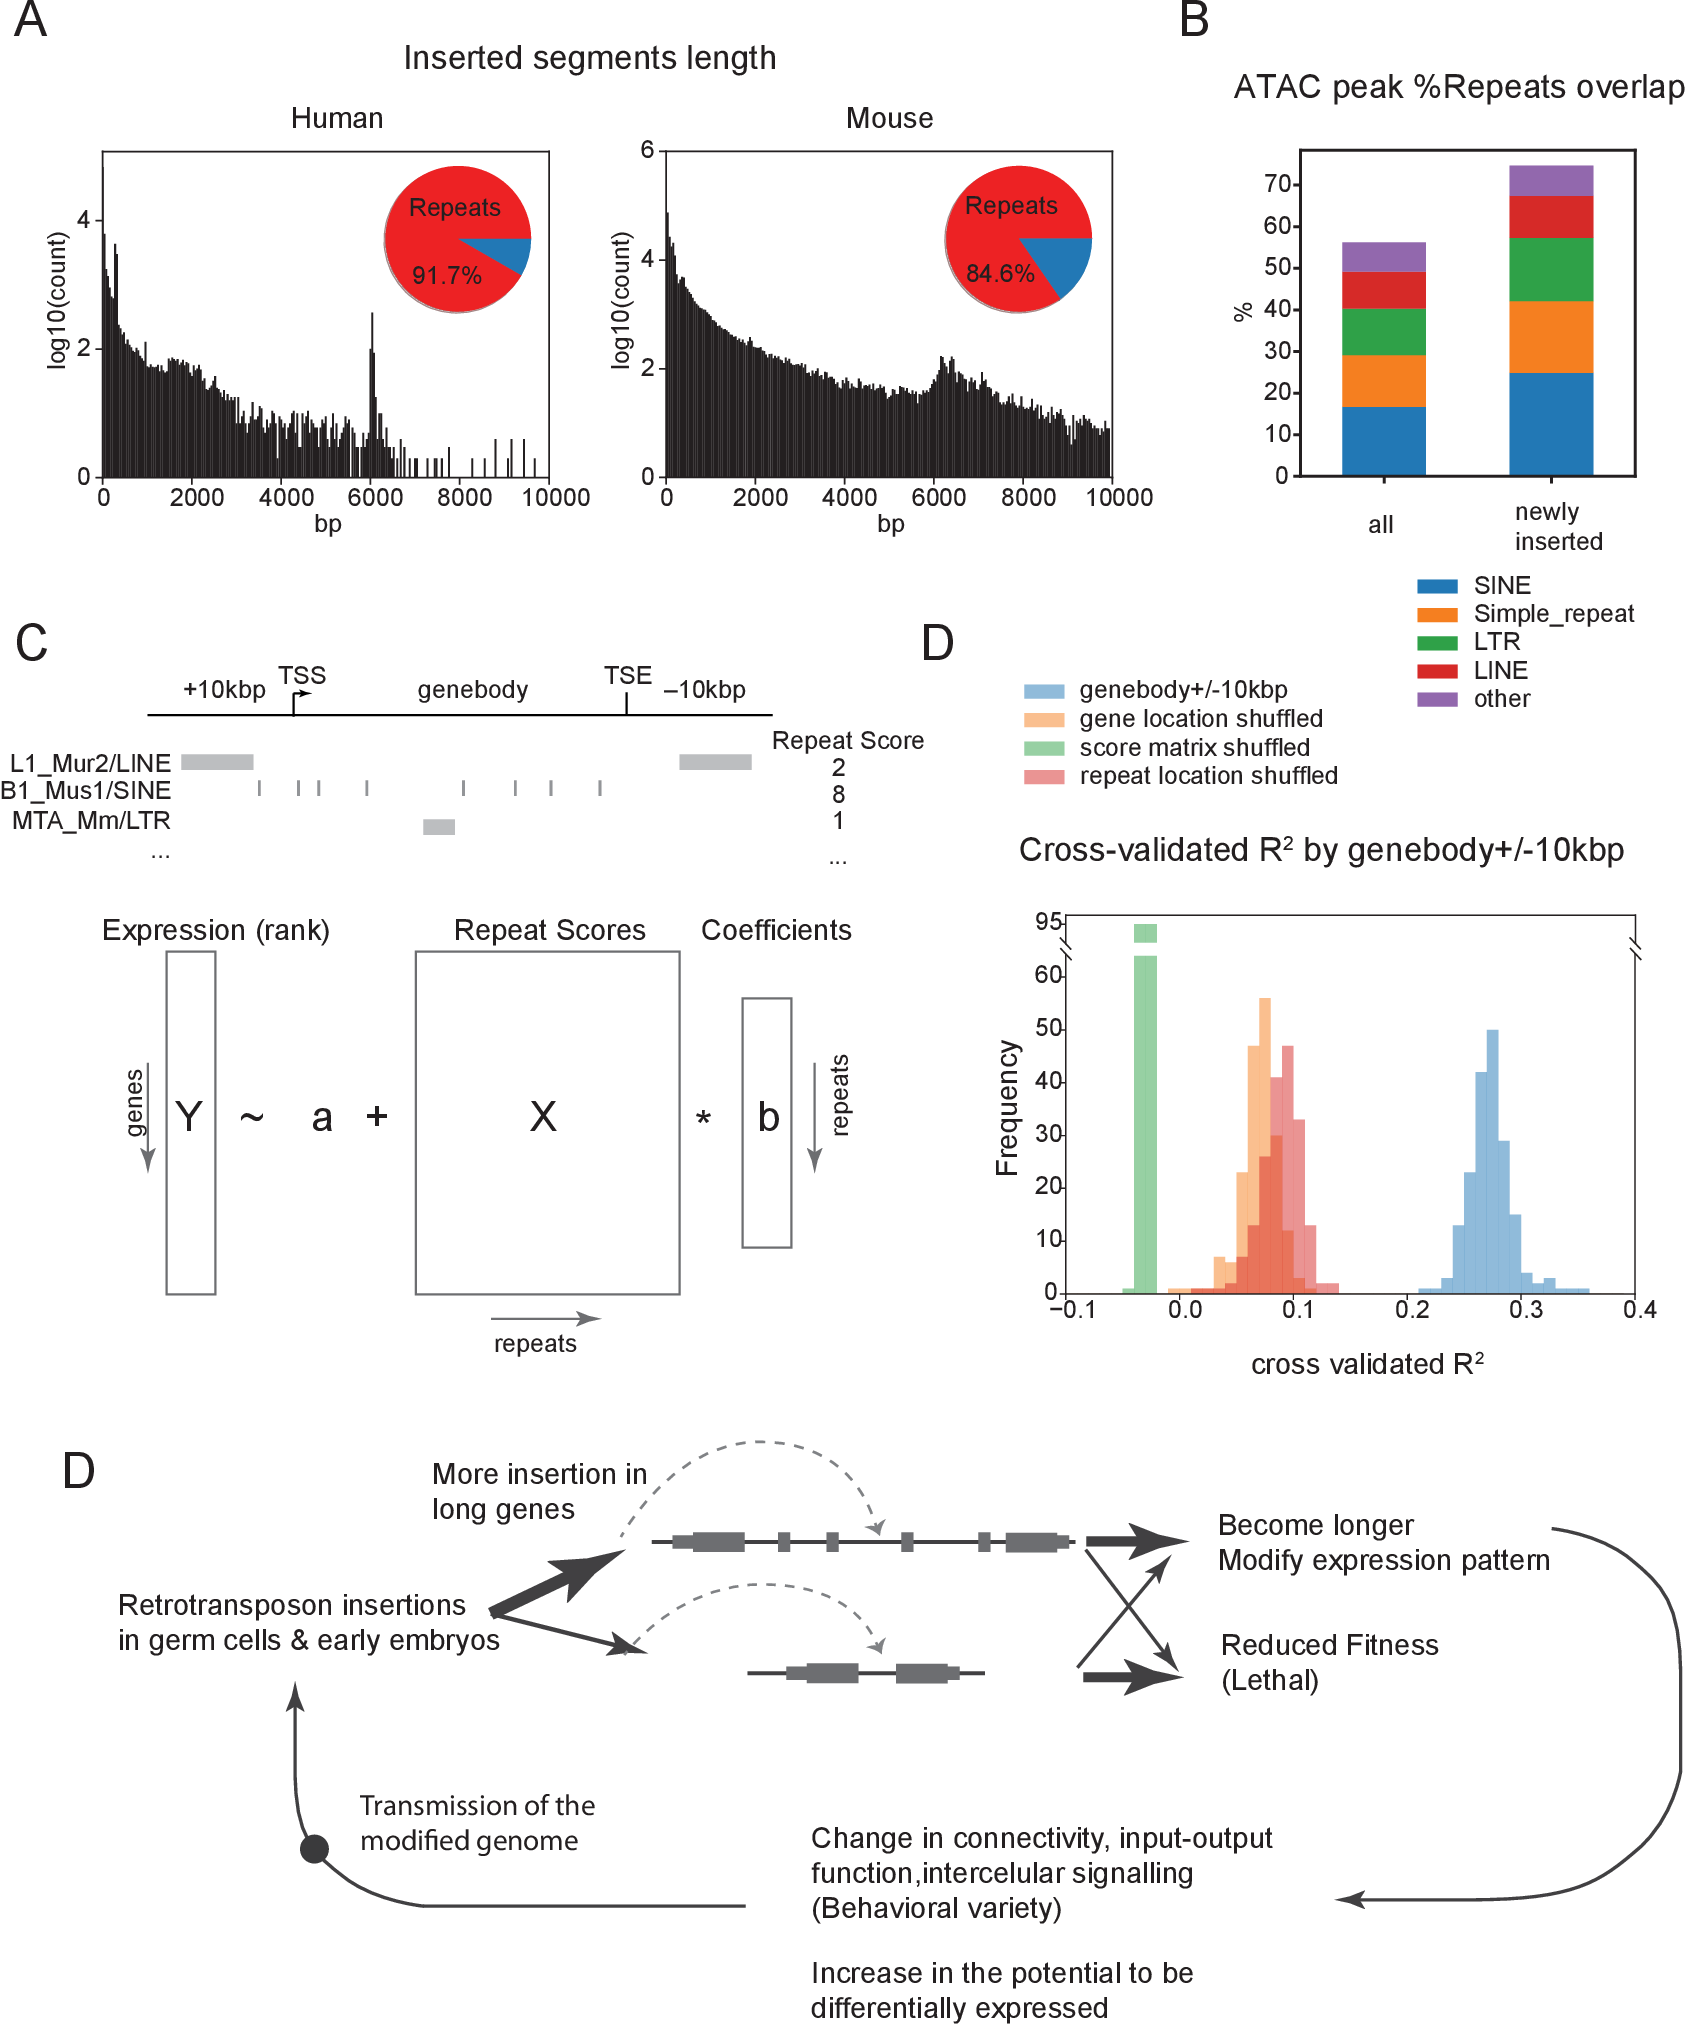 A
Inserted segments length
Human
log10(count)
4
2
0
Repeats
91.7%
0 2000 4000 6000 8000 10000
bp
Mouse
log10(count)
6
4
2
0
Repeats
84.6%
0 2000 4000 6000 8000 10000
bp
B
ATAC peak %Repeats overlap
%
70
60
50
40
30
20
10
0
all
newly
inserted
SINE
Simple_repeat
LTR
LINE
other
C
+10kbp TSS genebody TSE –10kbp
Repeat Score
L1_Mur2/LINE 2
B1_Mus1/SINE 8
MTA_Mm/LTR 1
... ...
Expression (rank) Repeat Scores Coefficients
genes
Y ~ a + X * b
repeats
repeats
D
genebody+/-10kbp
gene location shuffled
score matrix shuffled
repeat location shuffled
Cross-validated R² by genebody+/-10kbp
Frequency
95
60
50
40
30
20
10
0
−0.1 0.0 0.1 0.2 0.3 0.4
cross validated R²
D
More insertion in
long genes
Retrotransposon insertions
in germ cells & early embryos
Become longer
Modify expression pattern
Reduced Fitness
(Lethal)
Transmission of the
modified genome
Change in connectivity, input-output
function,intercelular signalling
(Behavioral variety)
Increase in the potential to be
differentially expressed